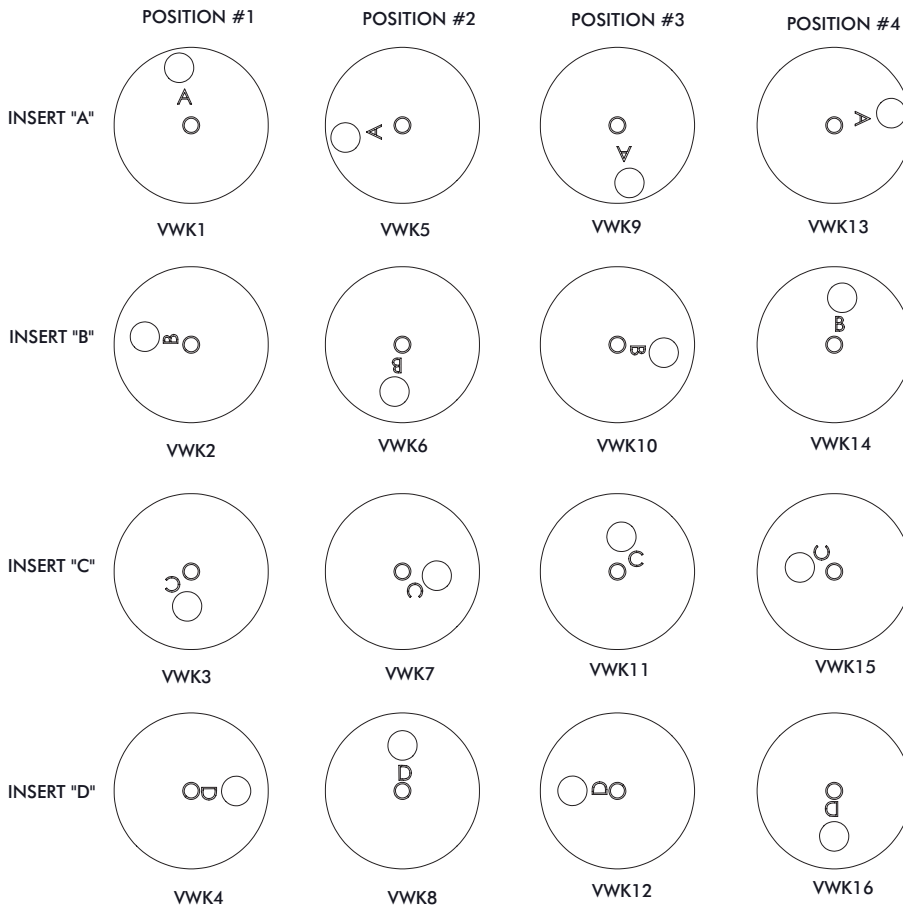 POSITION #1 POSITION #2 POSITION #3 POSITION #4
INSERT "A" A A A A
VWK1 VWK5 VWK9 VWK13
INSERT "B" B B B B
VWK2 VWK6 VWK10 VWK14
INSERT "C" C C C C
VWK3 VWK7 VWK11 VWK15
INSERT "D" D D D D
VWK4 VWK8 VWK12 VWK16